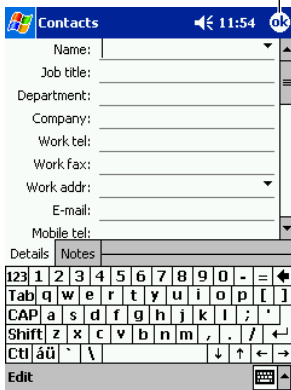 Contacts 11:54 ok
Name:
Job title:
Department:
Company:
Work tel:
Work fax:
Work addr:
E-mail:
Mobile tel:
Details Notes
123 1 2 3 4 5 6 7 8 9 0 - =
Tab q w e r t y u i o p [ ]
CAP a s d f g h j k l ; '
Shift z x c v b n m , . /
Ctl áü ` \
Edit